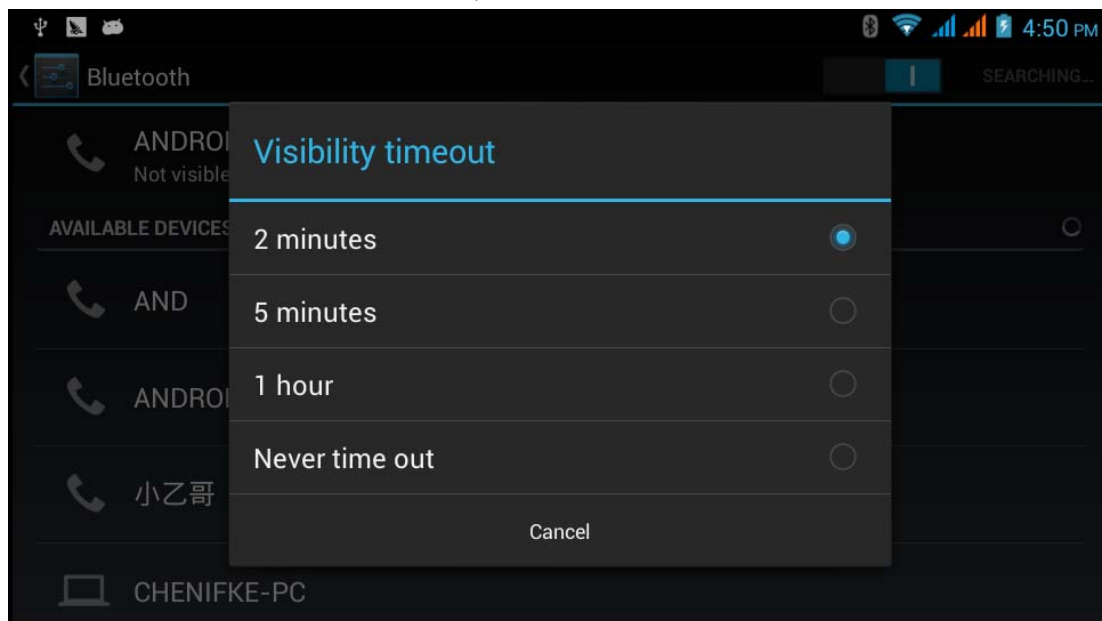 4:50 PM
Bluetooth
SEARCHING...
ANDROI
Not visible
Visibility timeout
AVAILABLE DEVICES
2 minutes
AND
5 minutes
ANDROI
1 hour
Never time out
小乙哥
Cancel
CHENIFKE-PC